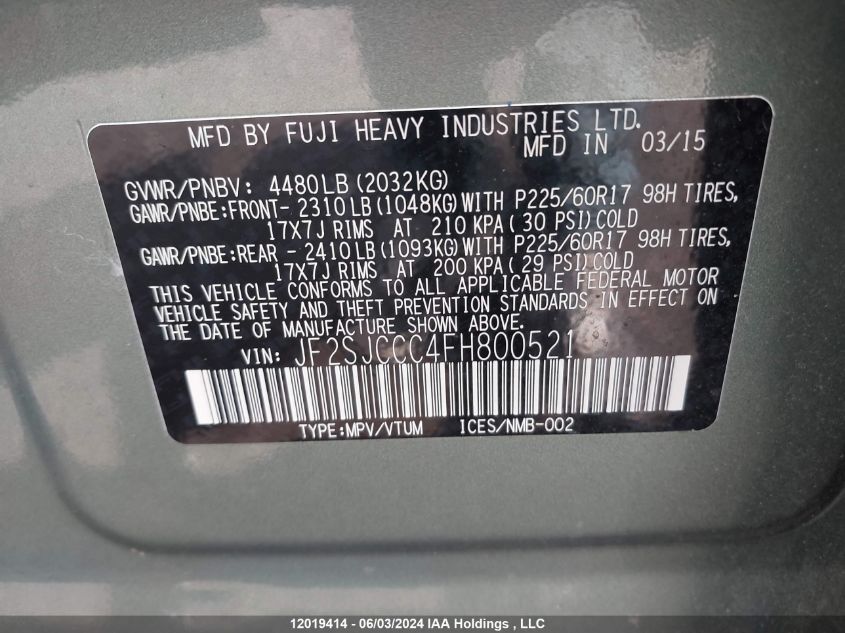 MFD BY FUJI HEAVY INDUSTRIES LTD.
MFD IN 03/15
GVWR/PNBV: 4480LB (2032KG)
GAWR/PNBE:FRONT- 2310LB (1048KG) WITH P225/60R17 98H TIRES,
17X7J RIMS AT 210 KPA( 30 PSI) COLD
GAWR/PNBE:REAR - 2410LB (1093KG) WITH P225/60R17 98H TIRES,
17X7J RIMS AT 200 KPA( 29 PSI) COLD
THIS VEHICLE CONFORMS TO ALL APPLICABLE FEDERAL MOTOR
VEHICLE SAFETY AND THEFT PREVENTION STANDARDS IN EFFECT ON
THE DATE OF MANUFACTURE SHOWN ABOVE.
VIN: JF2SJCCC4FH800521
TYPE:MPV/VTUM ICES/NMB-002
12019414 - 06/03/2024 IAA Holdings , LLC